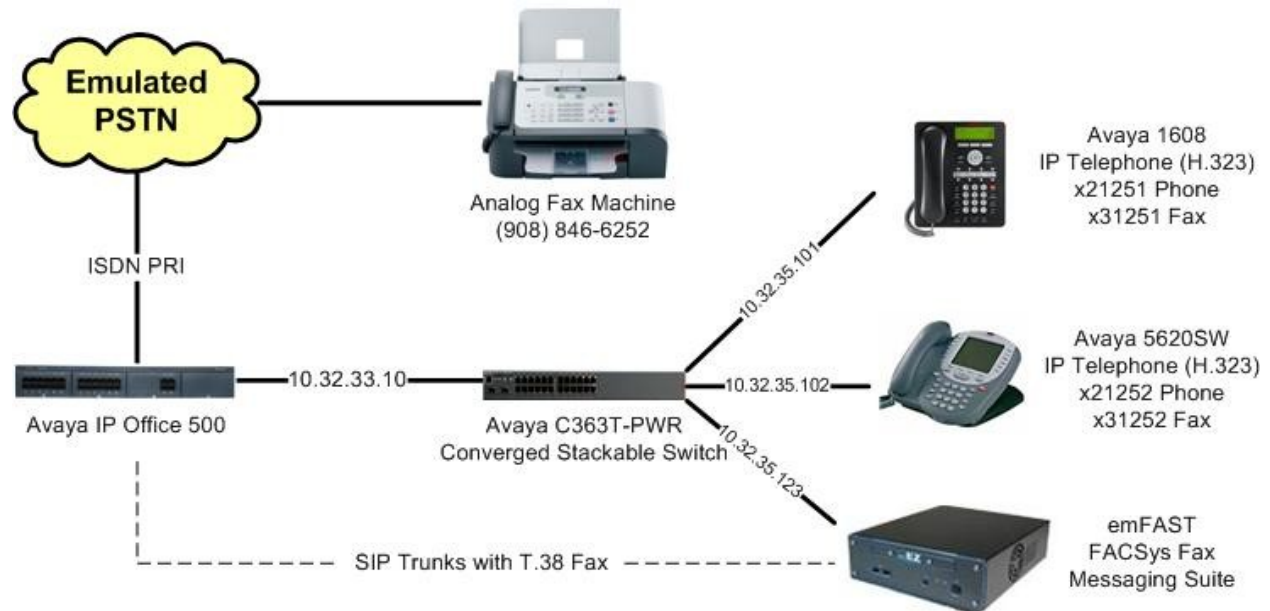 Emulated
PSTN
Analog Fax Machine
(908) 846-6252
ISDN PRI
Avaya IP Office 500
10.32.33.10
Avaya C363T-PWR
Converged Stackable Switch
10.32.35.101
Avaya 1608
IP Telephone (H.323)
x21251 Phone
x31251 Fax
10.32.35.102
Avaya 5620SW
IP Telephone (H.323)
x21252 Phone
x31252 Fax
10.32.35.123
EZ
emFAST
FACSys Fax
Messaging Suite
SIP Trunks with T.38 Fax